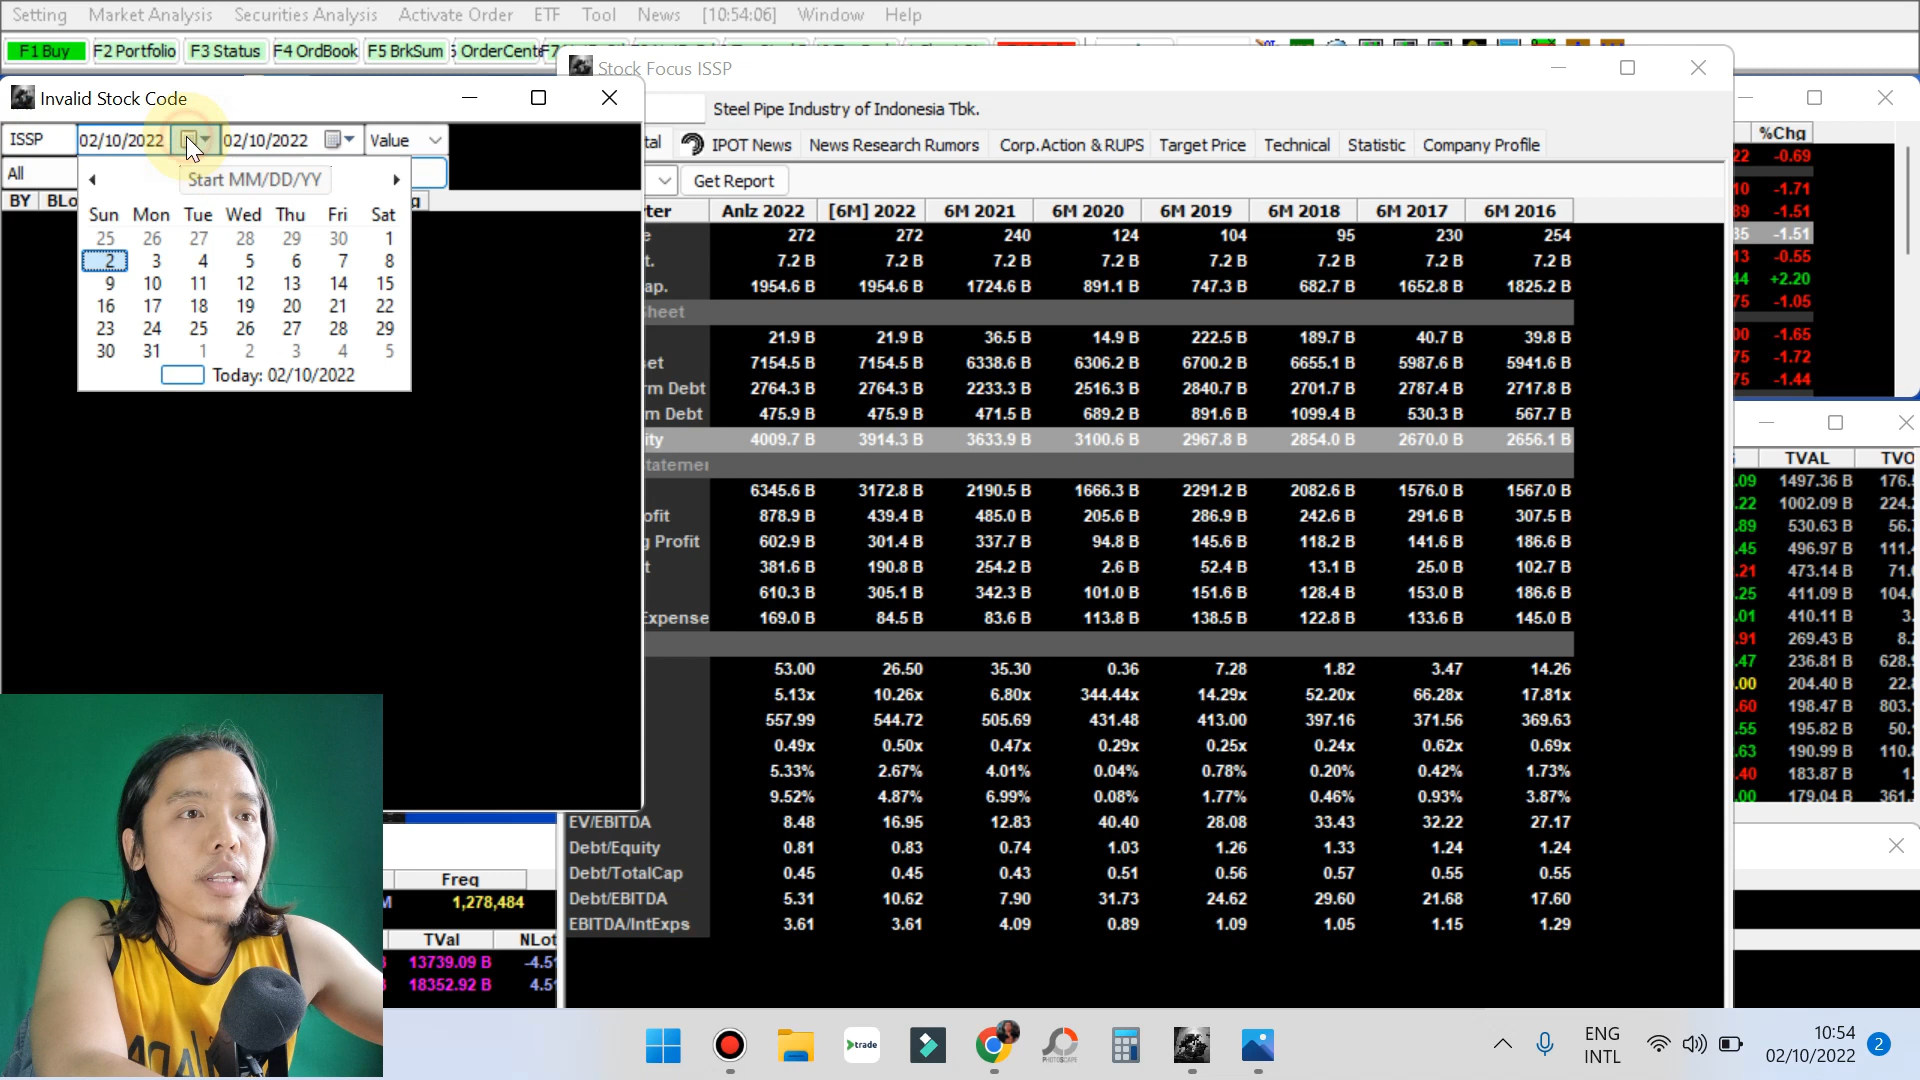 Setting Market Analysis Securities Analysis Activate Order ETF Tool News [10:54:06] Window Help
F1 Buy F2 Portfolio F3 Status F4 OrdBook F5 BrkSum OrderCente
Stock Focus ISSP
Invalid Stock Code
Steel Pipe Industry of Indonesia Tbk.
ISSP 02/10/2022 02/10/2022 Value
All
IPOT News News Research Rumors Corp.Action & RUPS Target Price Technical Statistic Company Profile
Get Report
BY
Start MM/DD/YY
Sun Mon Tue Wed Thu Fri Sat
25 26 27 28 29 30 1
2 3 4 5 6 7 8
9 10 11 12 13 14 15
16 17 18 19 20 21 22
23 24 25 26 27 28 29
30 31 1 2 3 4 5
Today: 02/10/2022
Anlz 2022 [6M] 2022 6M 2021 6M 2020 6M 2019 6M 2018 6M 2017 6M 2016
272 272 240 124 104 95 230 254
7.2 B 7.2 B 7.2 B 7.2 B 7.2 B 7.2 B 7.2 B 7.2 B
1954.6 B 1954.6 B 1724.6 B 891.1 B 747.3 B 682.7 B 1652.8 B 1825.2 B
21.9 B 21.9 B 36.5 B 14.9 B 222.5 B 189.7 B 40.7 B 39.8 B
7154.5 B 7154.5 B 6338.6 B 6306.2 B 6700.2 B 6655.1 B 5987.6 B 5941.6 B
Debt 2764.3 B 2764.3 B 2233.3 B 2516.3 B 2840.7 B 2701.7 B 2787.4 B 2717.8 B
Debt 475.9 B 475.9 B 471.5 B 689.2 B 891.6 B 1099.4 B 530.3 B 567.7 B
4009.7 B 3914.3 B 3633.9 B 3100.6 B 2967.8 B 2854.0 B 2670.0 B 2656.1 B
6345.6 B 3172.8 B 2190.5 B 1666.3 B 2291.2 B 2082.6 B 1576.0 B 1567.0 B
878.9 B 439.4 B 485.0 B 205.6 B 286.9 B 242.6 B 291.6 B 307.5 B
Profit 602.9 B 301.4 B 337.7 B 94.8 B 145.6 B 118.2 B 141.6 B 186.6 B
381.6 B 190.8 B 254.2 B 2.6 B 52.4 B 13.1 B 25.0 B 102.7 B
610.3 B 305.1 B 342.3 B 101.0 B 151.6 B 128.4 B 153.0 B 186.6 B
Expense 169.0 B 84.5 B 83.6 B 113.8 B 138.5 B 122.8 B 133.6 B 145.0 B
53.00 26.50 35.30 0.36 7.28 1.82 3.47 14.26
5.13x 10.26x 6.80x 344.44x 14.29x 52.20x 66.28x 17.81x
557.99 544.72 505.69 431.48 413.00 397.16 371.56 369.63
0.49x 0.50x 0.47x 0.29x 0.25x 0.24x 0.62x 0.69x
5.33% 2.67% 4.01% 0.04% 0.78% 0.20% 0.42% 1.73%
9.52% 4.87% 6.99% 0.08% 1.77% 0.46% 0.93% 3.87%
EV/EBITDA 8.48 16.95 12.83 40.40 28.08 33.43 32.22 27.17
Debt/Equity 0.81 0.83 0.74 1.03 1.26 1.33 1.24 1.24
Debt/TotalCap 0.45 0.45 0.43 0.51 0.56 0.57 0.55 0.55
Debt/EBITDA 5.31 10.62 7.90 31.73 24.62 29.60 21.68 17.60
EBITDA/IntExps 3.61 3.61 4.09 0.89 1.09 1.05 1.15 1.29
%Chg
-0.69
-1.71
-1.51
-1.51
-0.55
+2.20
-1.05
-1.65
-1.72
-1.44
TVAL
1497.36 B
1002.09 B
530.63 B
496.97 B
473.14 B
411.09 B
410.11 B
269.43 B
236.81 B
204.40 B
198.47 B
195.82 B
190.99 B
183.87 B
179.04 B
Freq
1,278,484
TVal NLot
13739.09 B
18352.92 B
trade
PHOTOSCAPE
ENG
INTL
10:54
02/10/2022
2